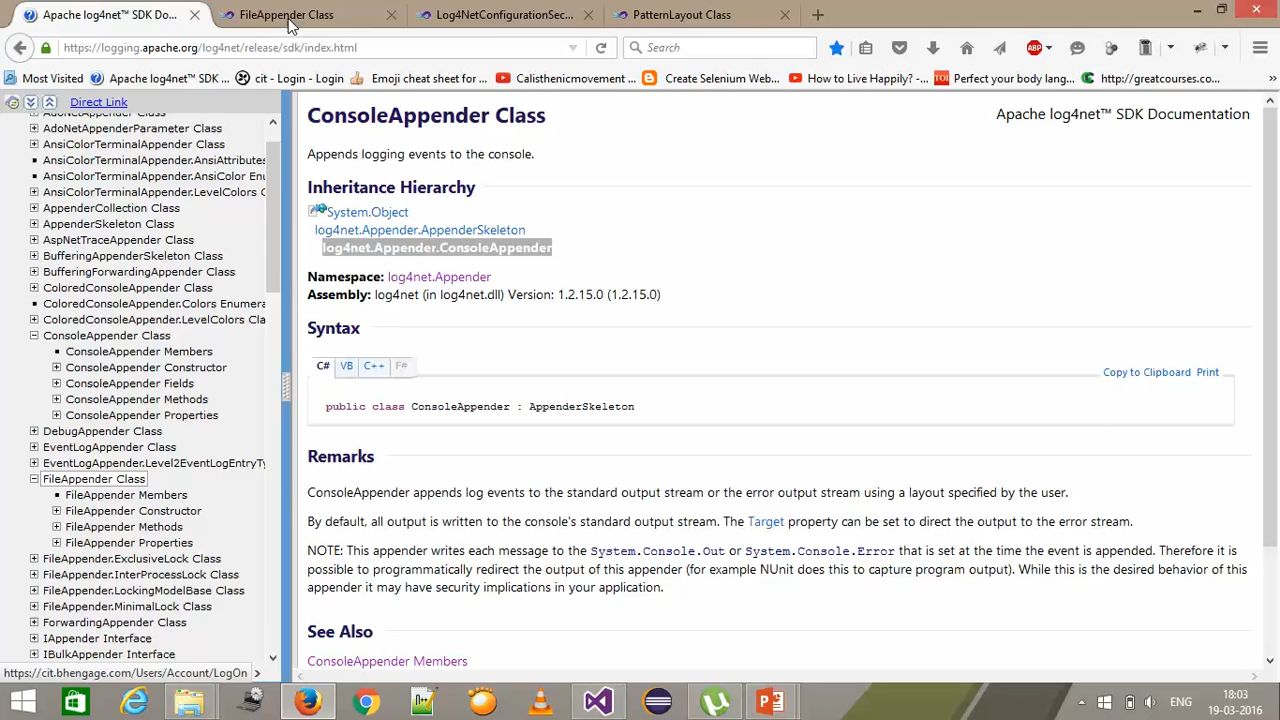 Apache log4net™ SDK Do...
FileAppender Class
Log4NetConfigurationSec...
PatternLayout Class
https://logging.apache.org/log4net/release/sdk/index.html
Search
ABP
Most Visited
Apache log4net™ SDK ...
cit - Login - Login
Emoji cheat sheet for ...
Calisthenicmovement ...
Create Selenium Web...
How to Live Happily? -...
TOI
Perfect your body lang...
http://greatcourses.co...
Direct Link
AdoNetAppender Class
AdoNetAppenderParameter Class
AnsiColorTerminalAppender Class
AnsiColorTerminalAppender.AnsiAttributes
AnsiColorTerminalAppender.AnsiColor Enum
AnsiColorTerminalAppender.LevelColors C
AppenderCollection Class
AppenderSkeleton Class
AspNetTraceAppender Class
BufferingAppenderSkeleton Class
BufferingForwardingAppender Class
ColoredConsoleAppender Class
ColoredConsoleAppender.Colors Enumera
ColoredConsoleAppender.LevelColors Cla
ConsoleAppender Class
ConsoleAppender Members
ConsoleAppender Constructor
ConsoleAppender Fields
ConsoleAppender Methods
ConsoleAppender Properties
DebugAppender Class
EventLogAppender Class
EventLogAppender.Level2EventLogEntryTy
FileAppender Class
FileAppender Members
FileAppender Constructor
FileAppender Methods
FileAppender Properties
FileAppender.ExclusiveLock Class
FileAppender.InterProcessLock Class
FileAppender.LockingModelBase Class
FileAppender.MinimalLock Class
ForwardingAppender Class
IAppender Interface
IBulkAppender Interface
https://cit.bhengage.com/Users/Account/LogOn
ConsoleAppender Class
Apache log4net™ SDK Documentation
Appends logging events to the console.
Inheritance Hierarchy
System.Object
log4net.Appender.AppenderSkeleton
log4net.Appender.ConsoleAppender
Namespace: log4net.Appender
Assembly: log4net (in log4net.dll) Version: 1.2.15.0 (1.2.15.0)
Syntax
C# VB C++ F#
Copy to Clipboard Print
public class ConsoleAppender : AppenderSkeleton
Remarks
ConsoleAppender appends log events to the standard output stream or the error output stream using a layout specified by the user.
By default, all output is written to the console's standard output stream. The Target property can be set to direct the output to the error stream.
NOTE: This appender writes each message to the System.Console.Out or System.Console.Error that is set at the time the event is appended. Therefore it is
possible to programmatically redirect the output of this appender (for example NUnit does this to capture program output). While this is the desired behavior of this
appender it may have security implications in your application.
See Also
ConsoleAppender Members
ENG
18:03
19-03-2016